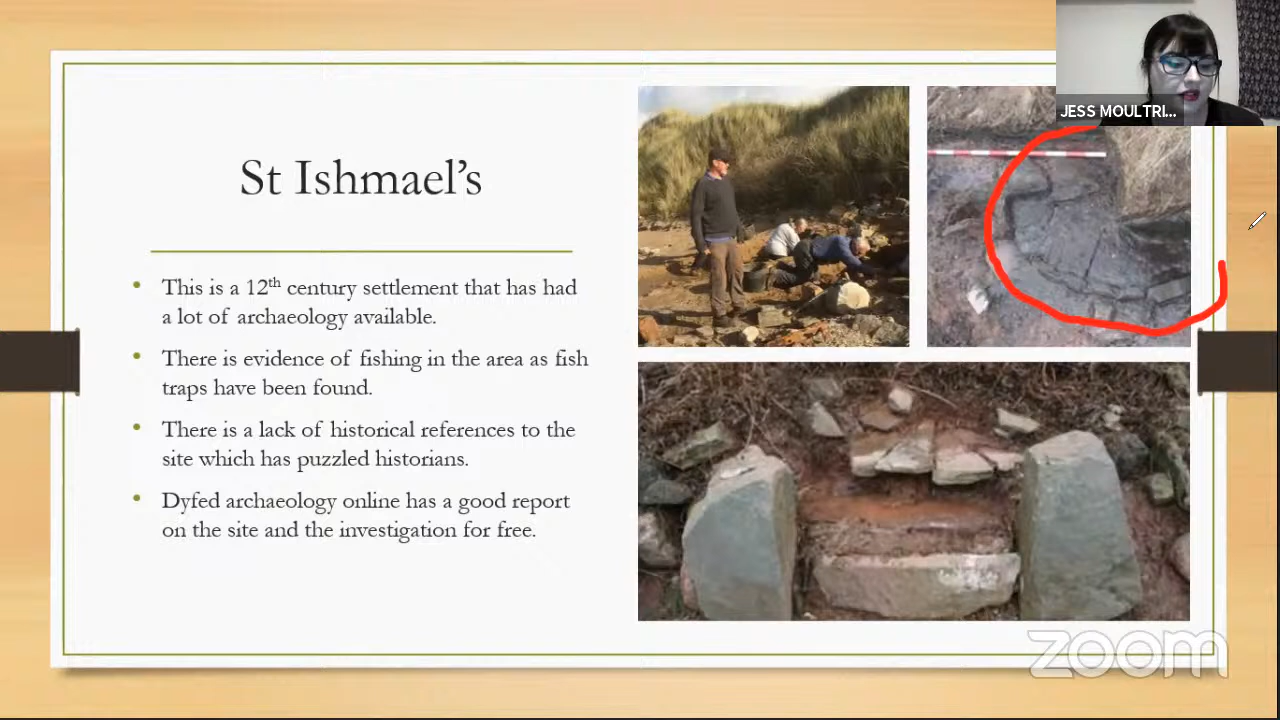 JESS MOULTRI...
St Ishmael's
• This is a 12th century settlement that has had
a lot of archaeology available.
• There is evidence of fishing in the area as fish
traps have been found.
• There is a lack of historical references to the
site which has puzzled historians.
• Dyfed archaeology online has a good report
on the site and the investigation for free.
zoom